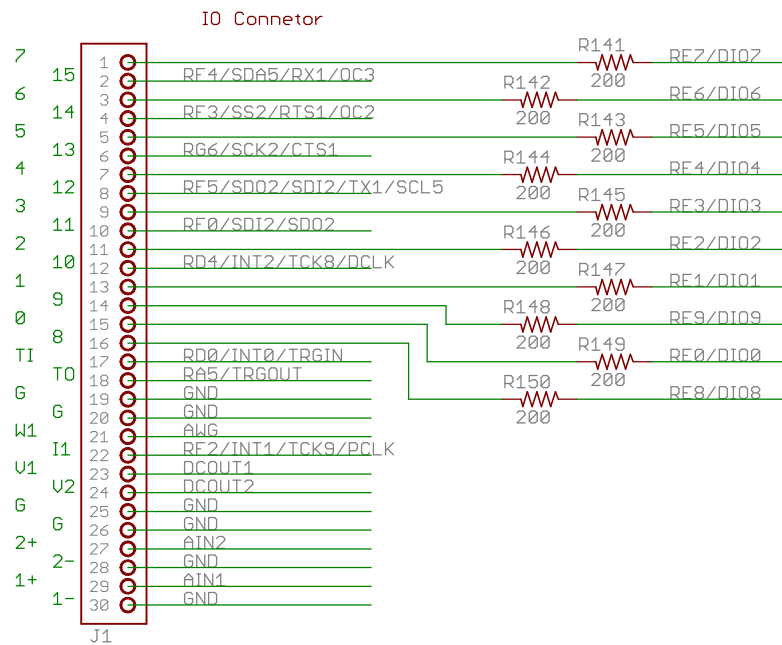 IO Connetor
7 1 R141 200 RE7/DIO7
15 2 RF4/SDA5/RX1/OC3
6 3 R142 200 RE6/DIO6
14 4 RF3/SS2/RTS1/OC2
5 5 R143 200 RE5/DIO5
13 6 RG6/SCK2/CTS1
4 7 R144 200 RE4/DIO4
12 8 RF5/SDO2/SDI2/TX1/SCL5
3 9 R145 200 RE3/DIO3
11 10 RF0/SDI2/SDO2
2 11 R146 200 RE2/DIO2
10 12 RD4/INT2/TCK8/DCLK
1 13 R147 200 RE1/DIO1
9 14 R148 200 RE9/DIO9
0 15 R149 200 RE0/DIO0
8 16 R150 200 RE8/DIO8
TI 17 RD0/INT0/TRGIN
TO 18 RA5/TRGOUT
G 19 GND
G 20 GND
W1 21 AWG
I1 22 RF2/INT1/TCK9/PCLK
V1 23 DCOUT1
V2 24 DCOUT2
G 25 GND
G 26 GND
2+ 27 AIN2
2- 28 GND
1+ 29 AIN1
1- 30 GND
J1